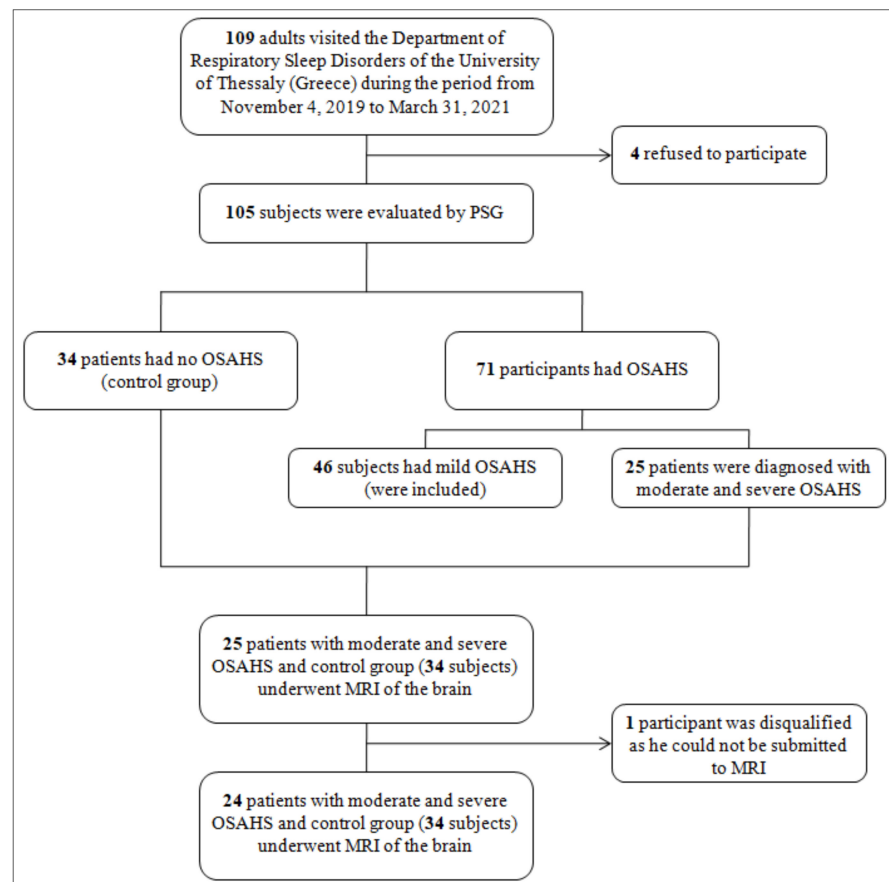 109 adults visited the Department of
Respiratory Sleep Disorders of the University
of Thessaly (Greece) during the period from
November 4, 2019 to March 31, 2021
4 refused to participate
105 subjects were evaluated by PSG
34 patients had no OSAHS
(control group)
71 participants had OSAHS
46 subjects had mild OSAHS
(were included)
25 patients were diagnosed with
moderate and severe OSAHS
25 patients with moderate and severe
OSAHS and control group (34 subjects)
underwent MRI of the brain
1 participant was disqualified
as he could not be submitted
to MRI
24 patients with moderate and severe
OSAHS and control group (34 subjects)
underwent MRI of the brain